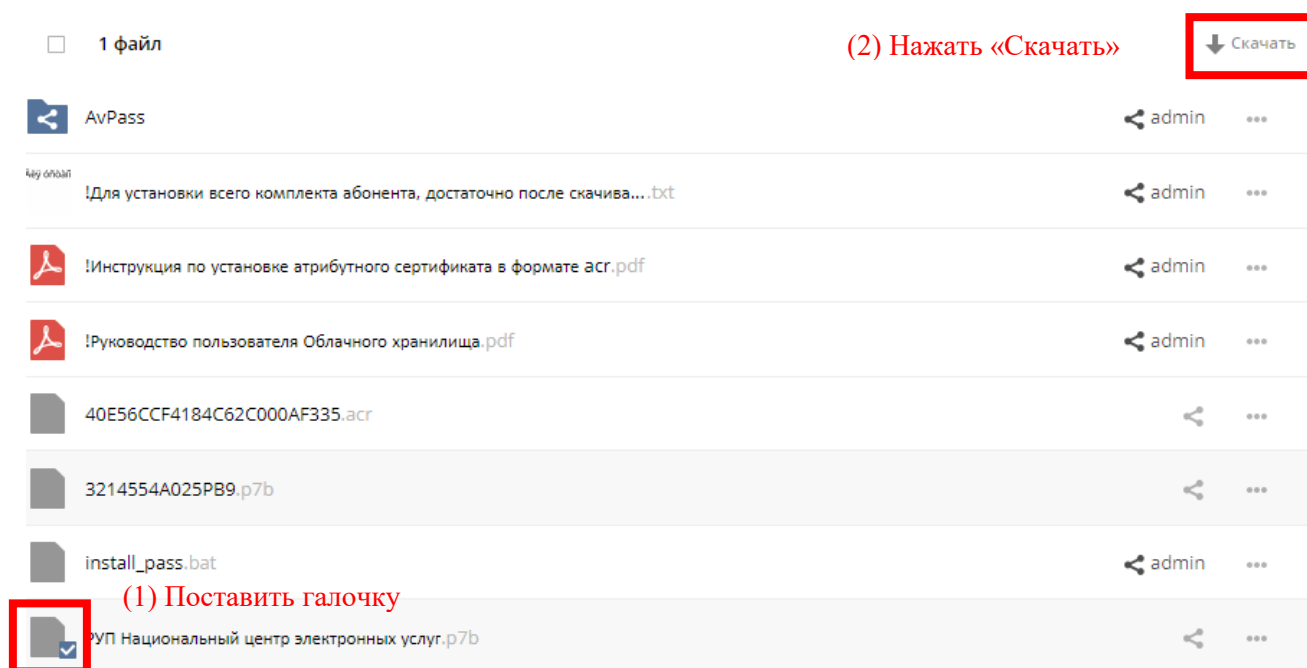 1 файл
(2) Нажать «Скачать»
Скачать
AvPass
admin
!Для установки всего комплекта абонента, достаточно после скачива....txt
admin
!Инструкция по установке атрибутного сертификата в формате acr.pdf
admin
!Руководство пользователя Облачного хранилища.pdf
admin
40E56CCF4184C62C000AF335.acr
3214554A025PB9.p7b
install_pass.bat
admin
(1) Поставить галочку
РУП Национальный центр электронных услуг.p7b